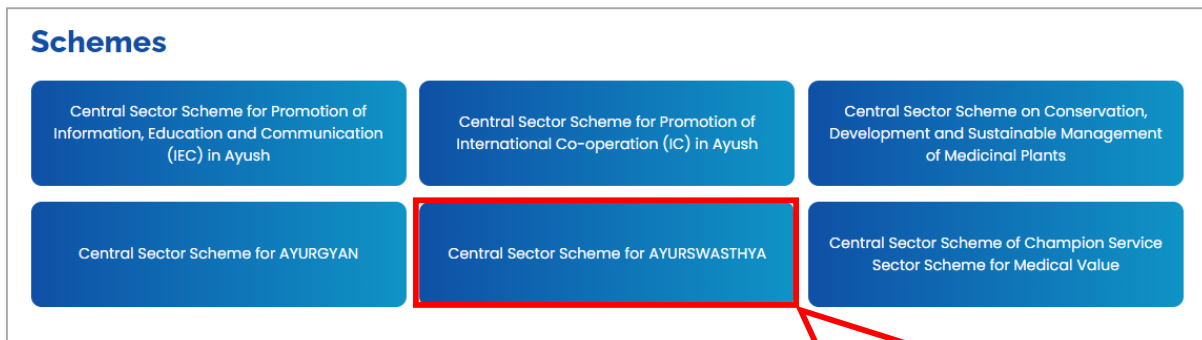 Schemes
Central Sector Scheme for Promotion of
Information, Education and Communication
(IEC) in Ayush
Central Sector Scheme for Promotion of
International Co-operation (IC) in Ayush
Central Sector Scheme on Conservation,
Development and Sustainable Management
of Medicinal Plants
Central Sector Scheme for AYURGYAN
Central Sector Scheme for AYURSWASTHYA
Central Sector Scheme of Champion Service
Sector Scheme for Medical Value